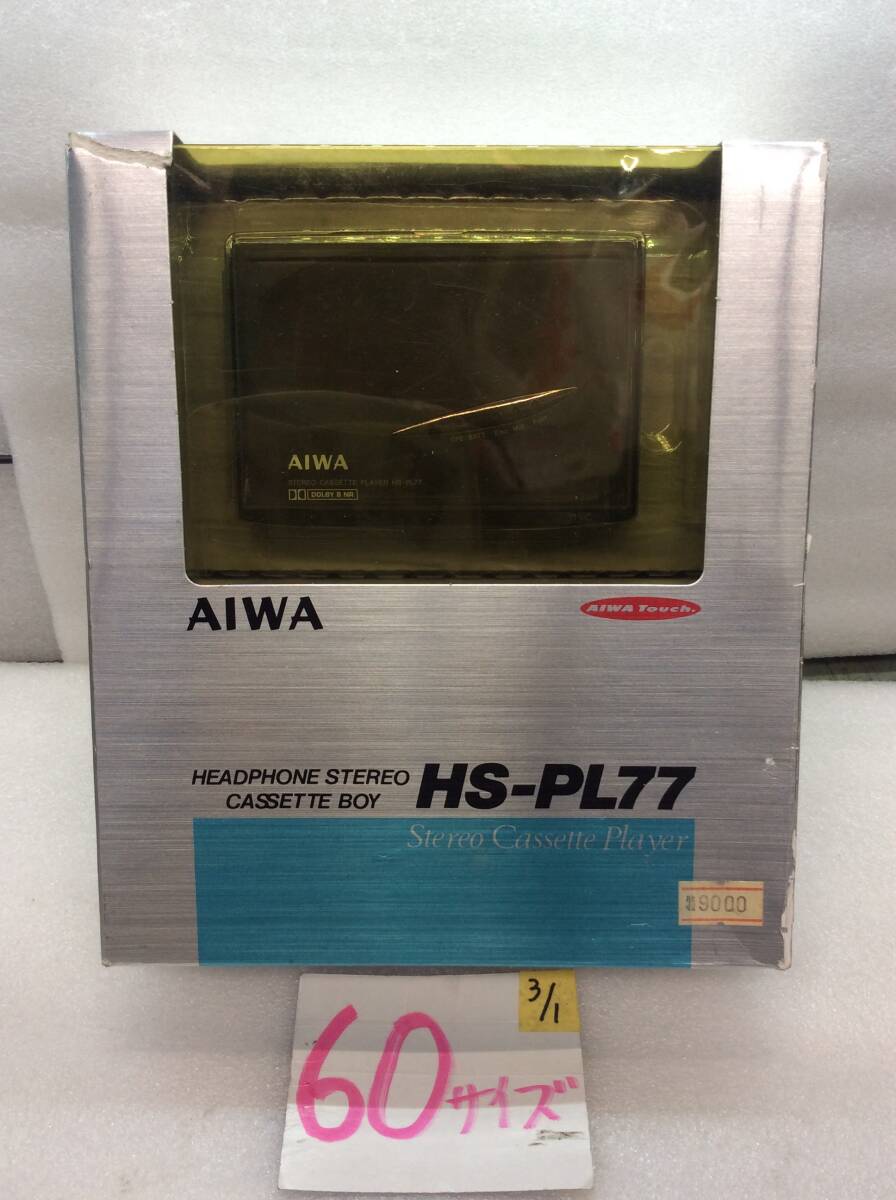 AIWA
STEREO CASSETTE PLAYER HS-PL77
DOLBY B NR
AIWA
AIWA Touch.
HEADPHONE STEREO
CASSETTE BOY
HS-PL77
Stereo Cassette Player
9000
3/1
60サイズ